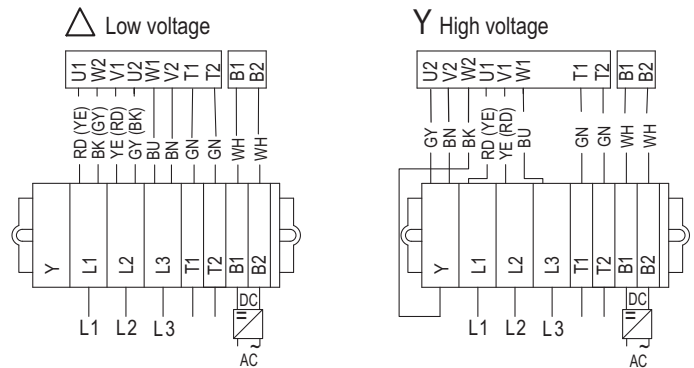 △ Low voltage
U1 W2 V1 U2 W1 V2 T1 T2 B1 B2
RD (YE) BK (GY) YE (RD) GY (BK) BU BN GN GN WH WH
Y L1 L2 L3 T1 T2 B1 B2
DC
=
L1 L2 L3
~
AC
Y High voltage
U2 V2 W2 U1 V1 W1 T1 T2 B1 B2
GY BN BK RD (YE) YE (RD) BU GN GN WH WH
Y L1 L2 L3 T1 T2 B1 B2
DC
=
L1 L2 L3
~
AC